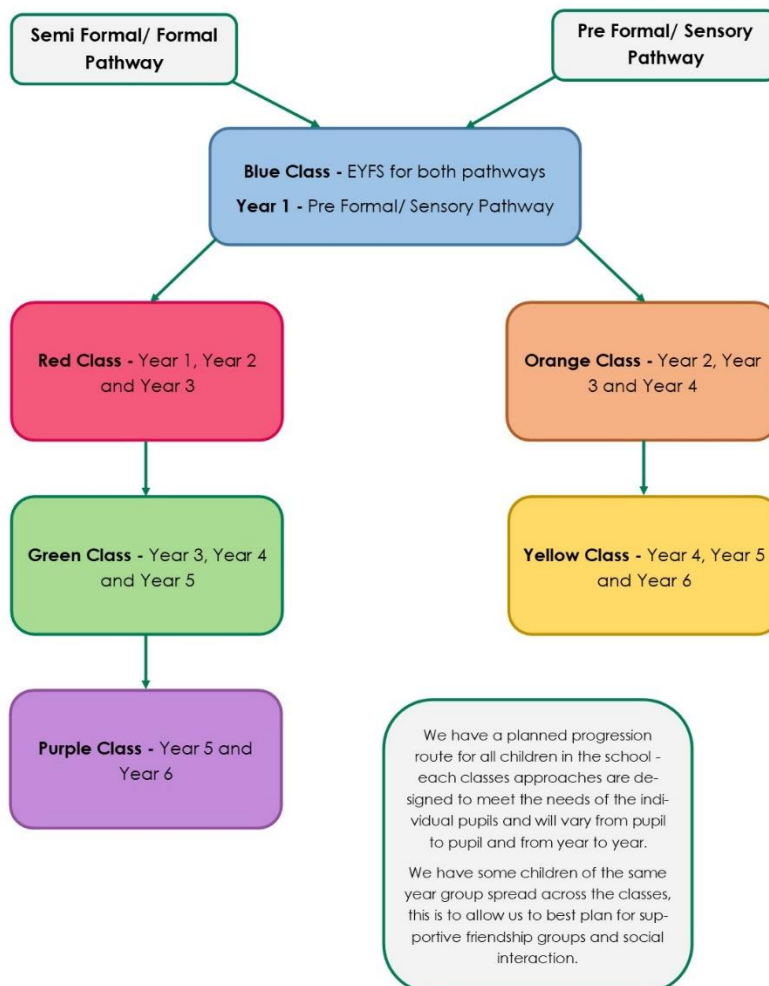 Semi Formal/ Formal
Pathway
Pre Formal/ Sensory
Pathway
Blue Class - EYFS for both pathways
Year 1 - Pre Formal/ Sensory Pathway
Red Class - Year 1, Year 2
and Year 3
Orange Class - Year 2, Year
3 and Year 4
Green Class - Year 3, Year 4
and Year 5
Yellow Class - Year 4, Year 5
and Year 6
Purple Class - Year 5 and
Year 6
We have a planned progression
route for all children in the school -
each classes approaches are de-
signed to meet the needs of the indi-
vidual pupils and will vary from pupil
to pupil and from year to year.
We have some children of the same
year group spread across the classes,
this is to allow us to best plan for sup-
portive friendship groups and social
interaction.